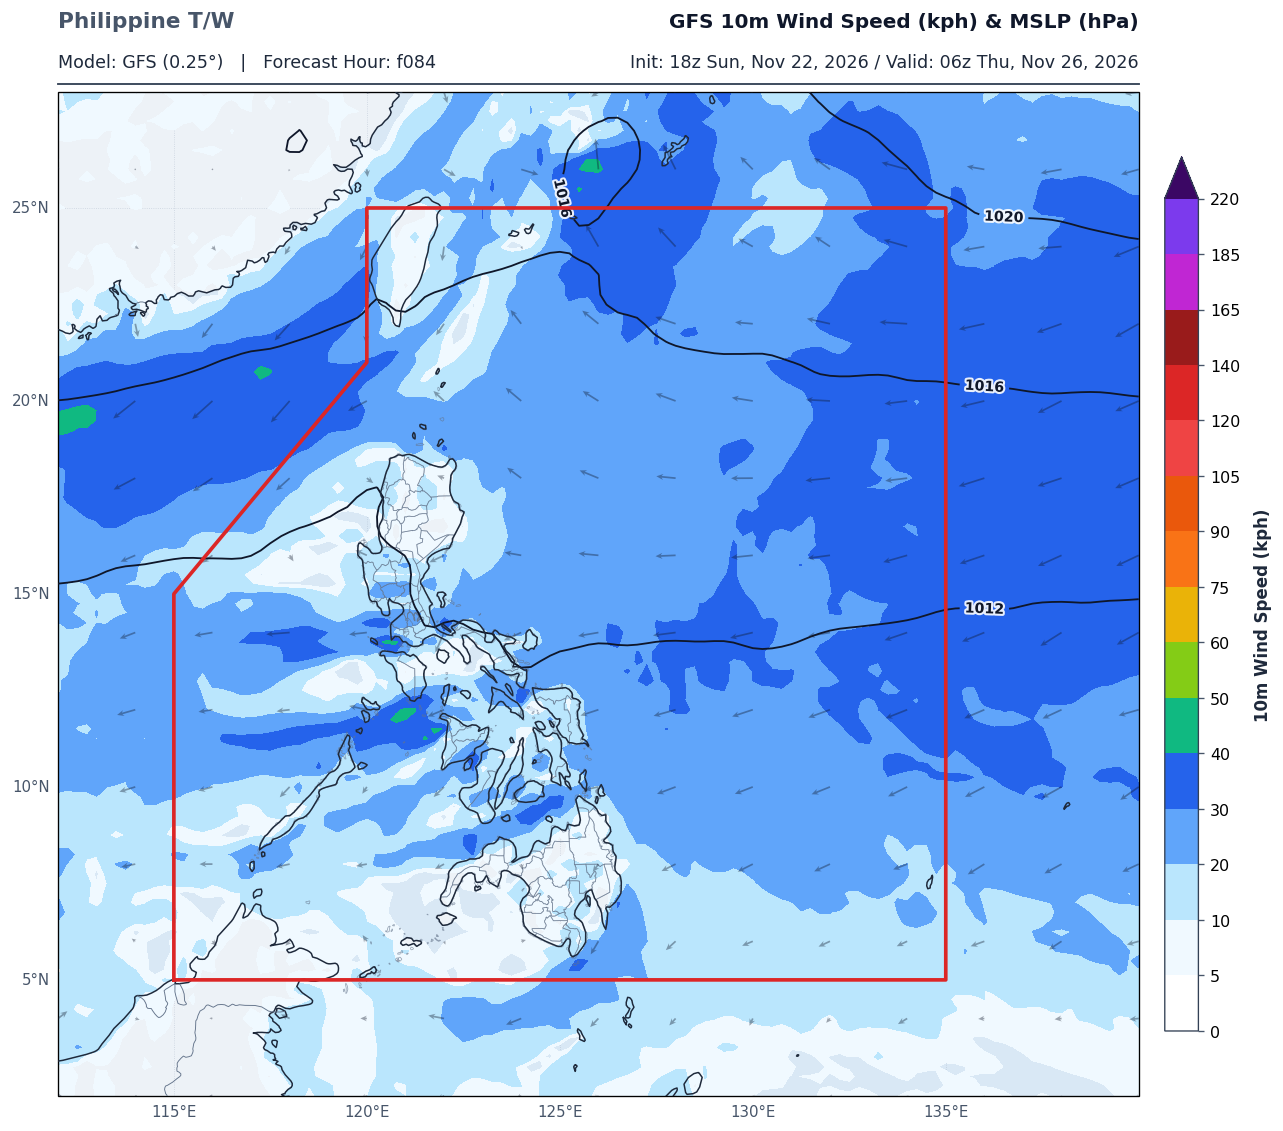 Philippine T/W
GFS 10m Wind Speed (kph) & MSLP (hPa)
Model: GFS (0.25°) | Forecast Hour: f084
Init: 18z Sun, Nov 22, 2026 / Valid: 06z Thu, Nov 26, 2026
25°N
20°N
15°N
10°N
5°N
115°E
120°E
125°E
130°E
135°E
1016
1020
1016
1012
220
185
165
140
120
105
90
75
60
50
40
30
20
10
5
0
10m Wind Speed (kph)